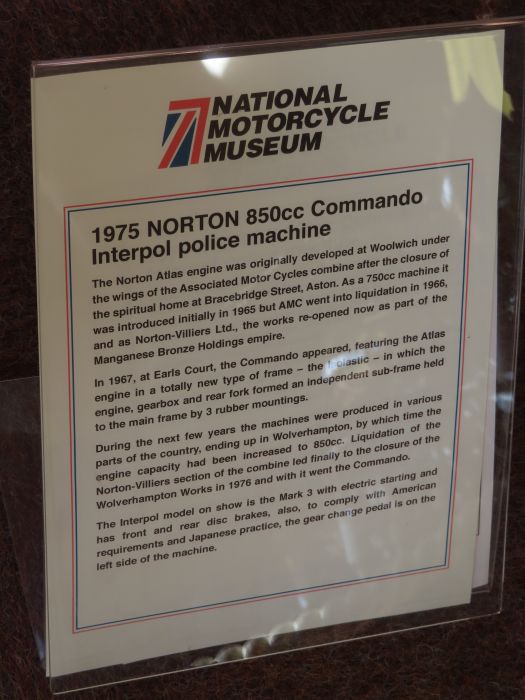 NATIONAL
MOTORCYCLE
MUSEUM
1975 NORTON 850cc Commando
Interpol police machine
The Norton Atlas engine was originally developed at Woolwich under
the wings of the Associated Motor Cycles combine after the closure of
the spiritual home at Bracebridge Street, Aston. As a 750cc machine it
was introduced initially in 1965 but AMC went into liquidation in 1966,
and as Norton-Villiers Ltd., the works re-opened now as part of the
Manganese Bronze Holdings empire.
In 1967, at Earls Court, the Commando appeared, featuring the Atlas
engine in a totally new type of frame – the – in which the
engine, gearbox and rear fork formed an independent sub-frame held
to the main frame by 3 rubber mountings.
During the next few years the machines were produced in various
parts of the country, ending up in Wolverhampton, by which time the
engine capacity had been increased to 850cc. Liquidation of the
Norton-Villiers section of the combine led finally to the closure of the
Wolverhampton Works in 1976 and with it went the Commando.
The Interpol model on show is the Mark 3 with electric starting and
has front and rear disc brakes, also, to comply with American
requirements and Japanese practice, the gear change pedal is on the
left side of the machine.